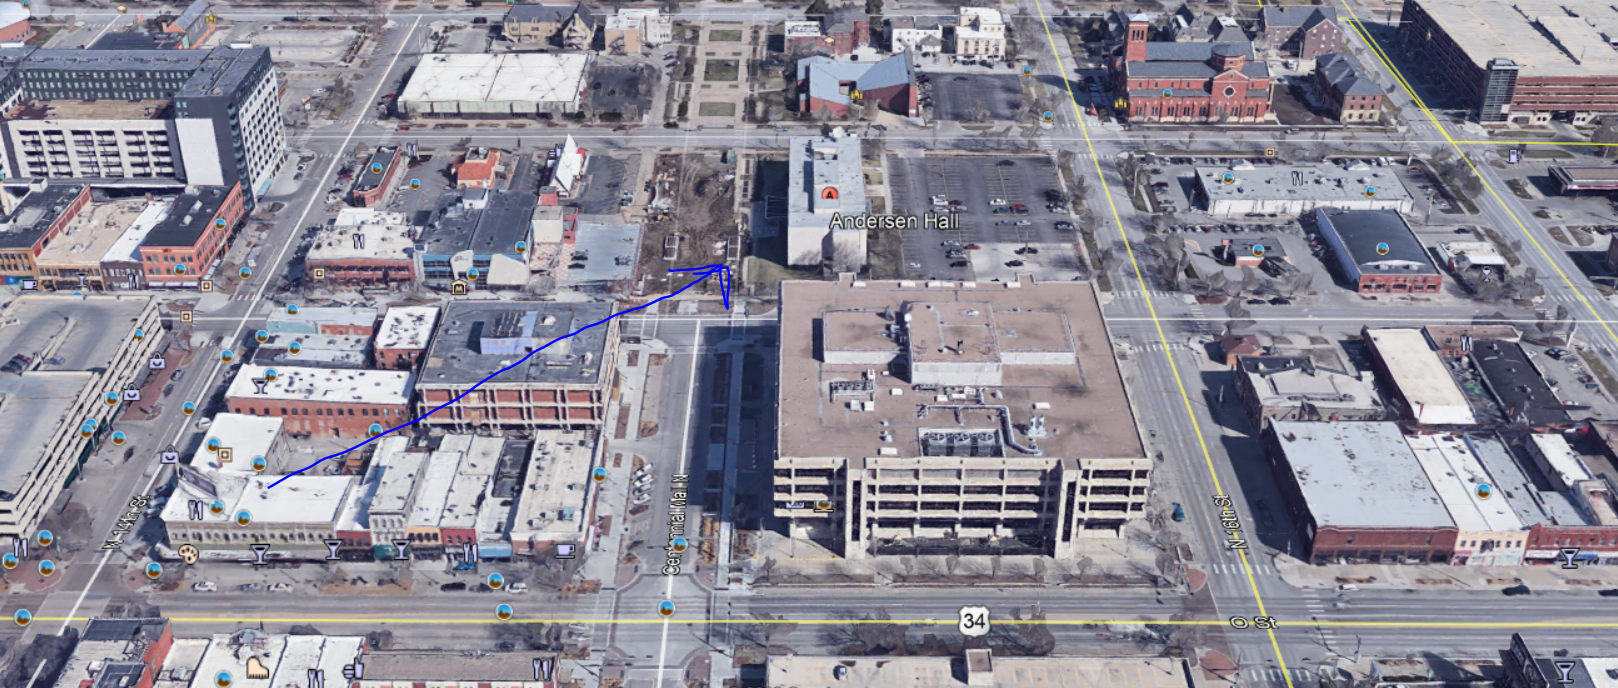 Andersen Hall
N 14th St
Centennial Mall N
N 16th St
34
O St